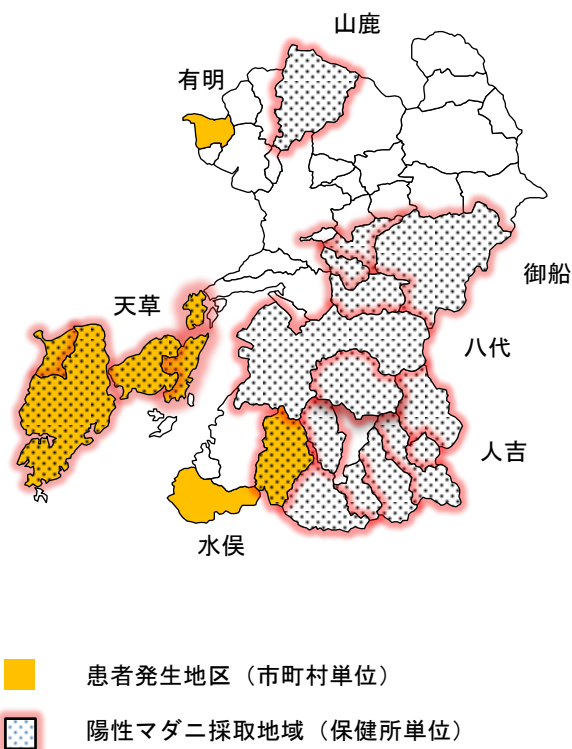 山鹿
有明
御船
天草
八代
人吉
水俣
患者発生地区（市町村単位）
陽性マダニ採取地域（保健所単位）